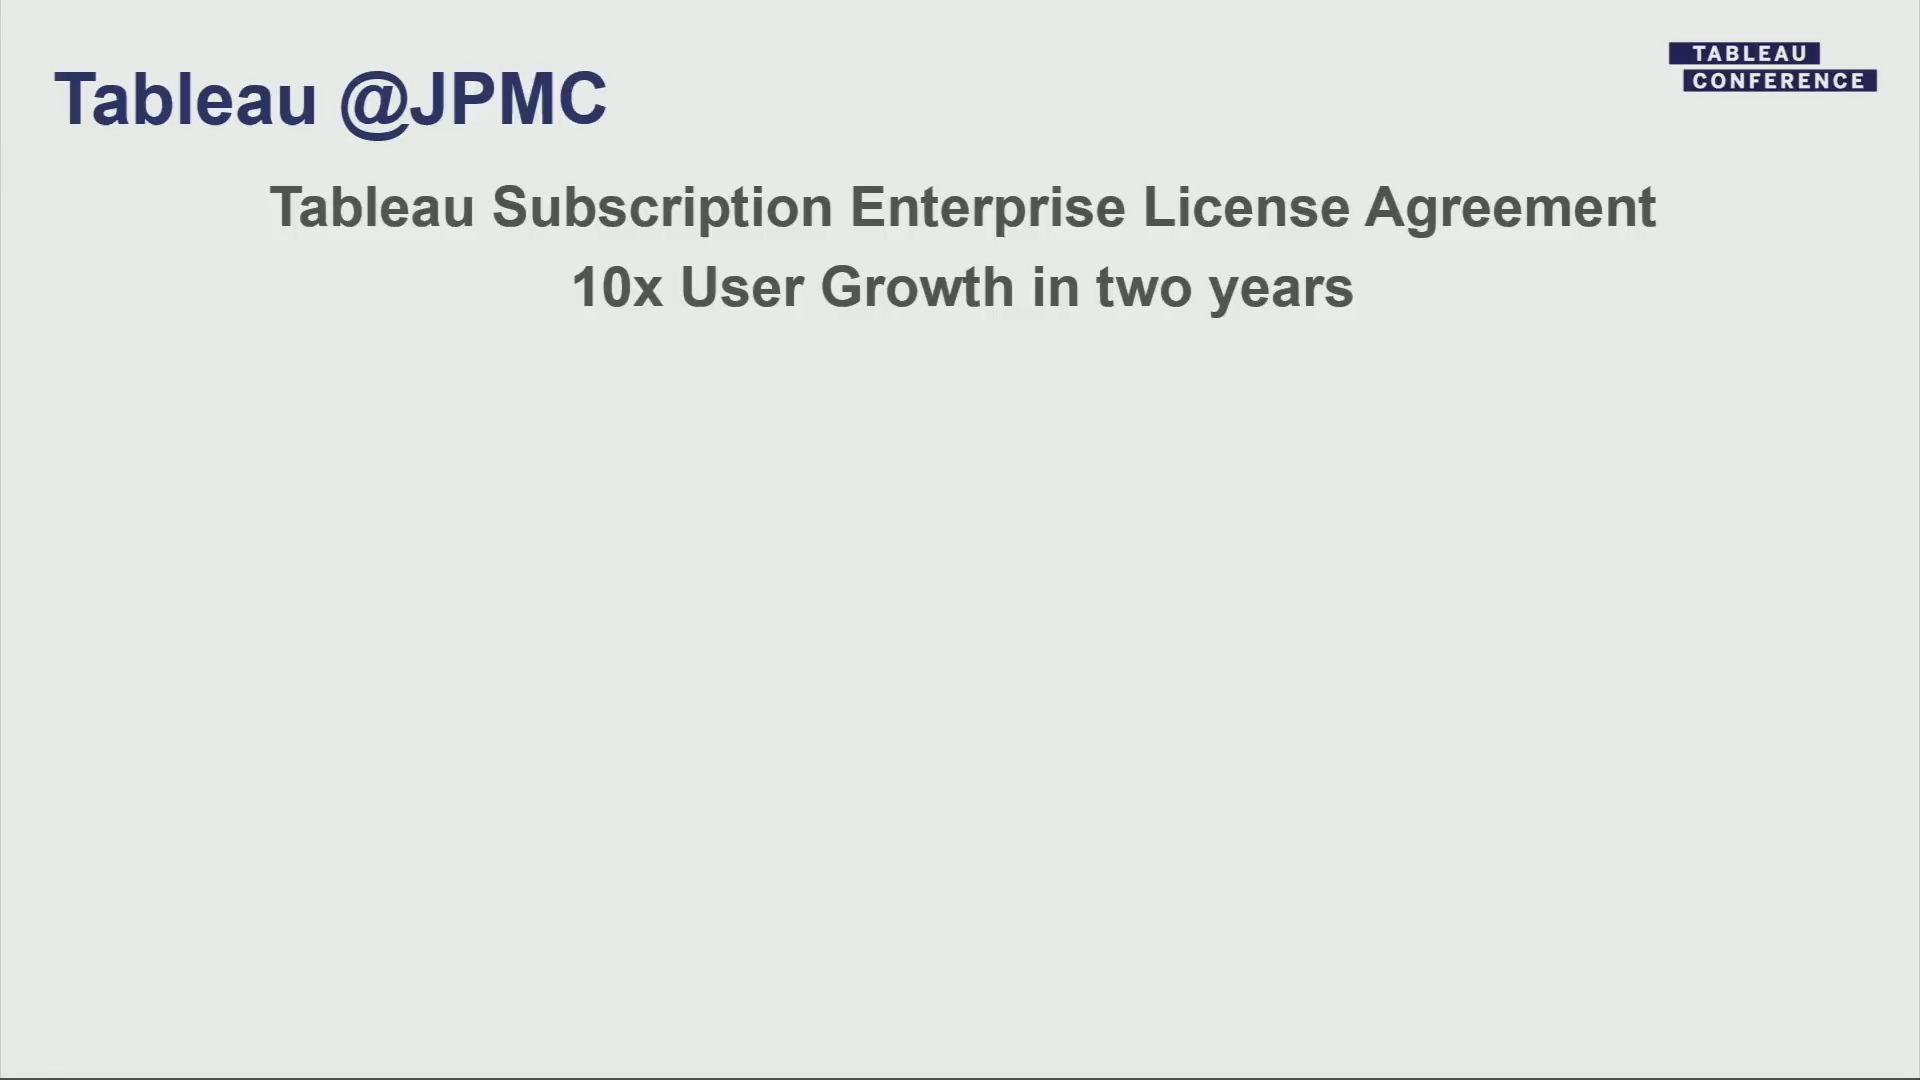 TABLEAU
CONFERENCE
Tableau @JPMC
Tableau Subscription Enterprise License Agreement
10x User Growth in two years